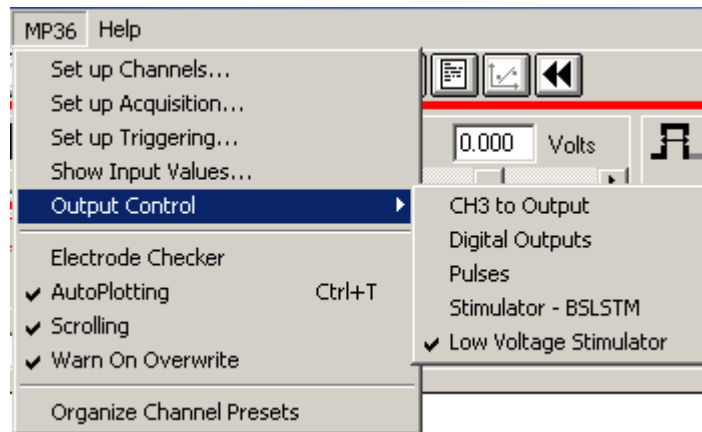 MP36 Help
Set up Channels...
Set up Acquisition...
Set up Triggering...
Show Input Values...
Output Control
Electrode Checker
AutoPlotting Ctrl+T
Scrolling
Warn On Overwrite
Organize Channel Presets
0.000 Volts
CH3 to Output
Digital Outputs
Pulses
Stimulator - BSLSTM
Low Voltage Stimulator